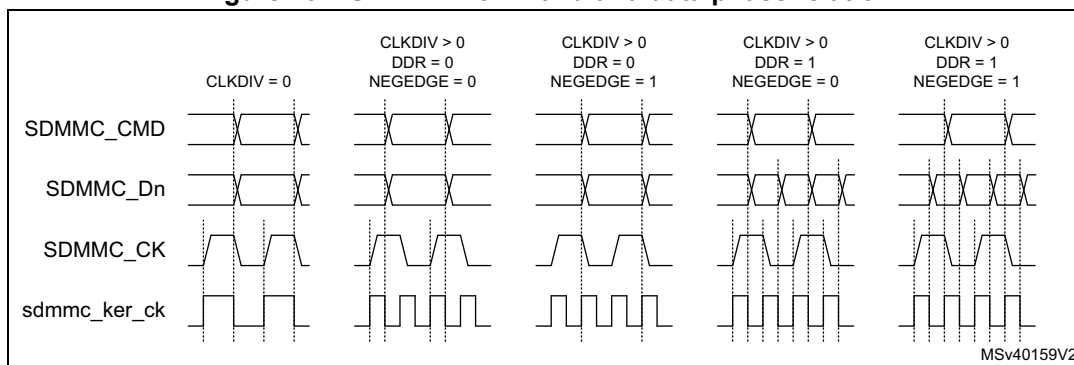 CLKDIV = 0
CLKDIV > 0
DDR = 0
NEGEDGE = 0
CLKDIV > 0
DDR = 0
NEGEDGE = 1
CLKDIV > 0
DDR = 1
NEGEDGE = 0
CLKDIV > 0
DDR = 1
NEGEDGE = 1
SDMMC_CMD
SDMMC_Dn
SDMMC_CK
sdmmc_ker_ck
MSv40159V2